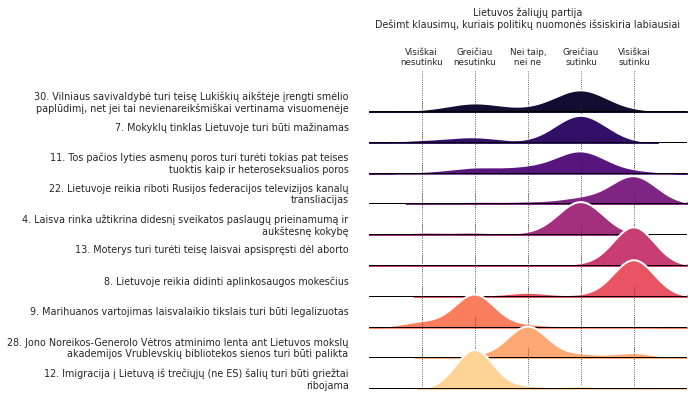 Lietuvos žaliųjų partija
Dešimt klausimų, kuriais politikų nuomonės išsiskiria labiausiai
Visiškai nesutinku
Greičiau nesutinku
Nei taip, nei ne
Greičiau sutinku
Visiškai sutinku
30. Vilniaus savivaldybė turi teisę Lukiškių aikštėje įrengti smėlio
paplūdimį, net jei tai nevienareikšmiškai vertinama visuomenėje
7. Mokyklų tinklas Lietuvoje turi būti mažinamas
11. Tos pačios lyties asmenų poros turi turėti tokias pat teises
tuoktis kaip ir heteroseksualios poros
22. Lietuvoje reikia riboti Rusijos federacijos televizijos kanalų
transliacijas
4. Laisva rinka užtikrina didesnį sveikatos paslaugų prieinamumą ir
aukštesnę kokybę
13. Moterys turi turėti teisę laisvai apsispręsti dėl aborto
8. Lietuvoje reikia didinti aplinkosaugos mokesčius
9. Marihuanos vartojimas laisvalaikio tikslais turi būti legalizuotas
28. Jono Noreikos-Generolo Vėtros atminimo lenta ant Lietuvos mokslų
akademijos Vrublevskių bibliotekos sienos turi būti palikta
12. Imigracija į Lietuvą iš trečiųjų (ne ES) šalių turi būti griežtai
ribojama